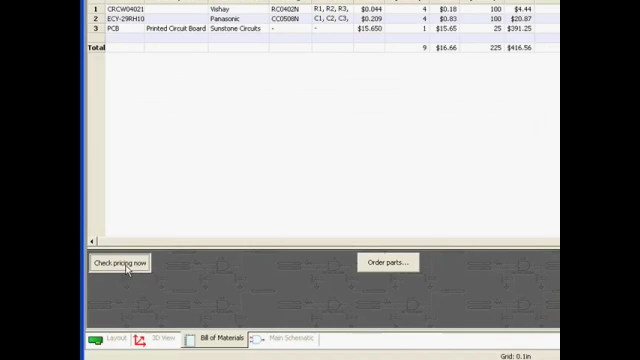 1 CRCW04021 Vishay RC0402N R1, R2, R3, $0.044 4 $0.18 100 $4.44
2 ECY-29RH10 Panasonic CC0508N C1, C2, C3, $0.209 4 $0.83 100 $20.87
3 PCB Printed Circuit Board Sunstone Circuits - - $15.650 1 $15.65 25 $391.25
Total 9 $16.66 225 $416.56
Check pricing now Order parts...
Layout 3D View Bill of Materials Main Schematic
Grid: 0.1in